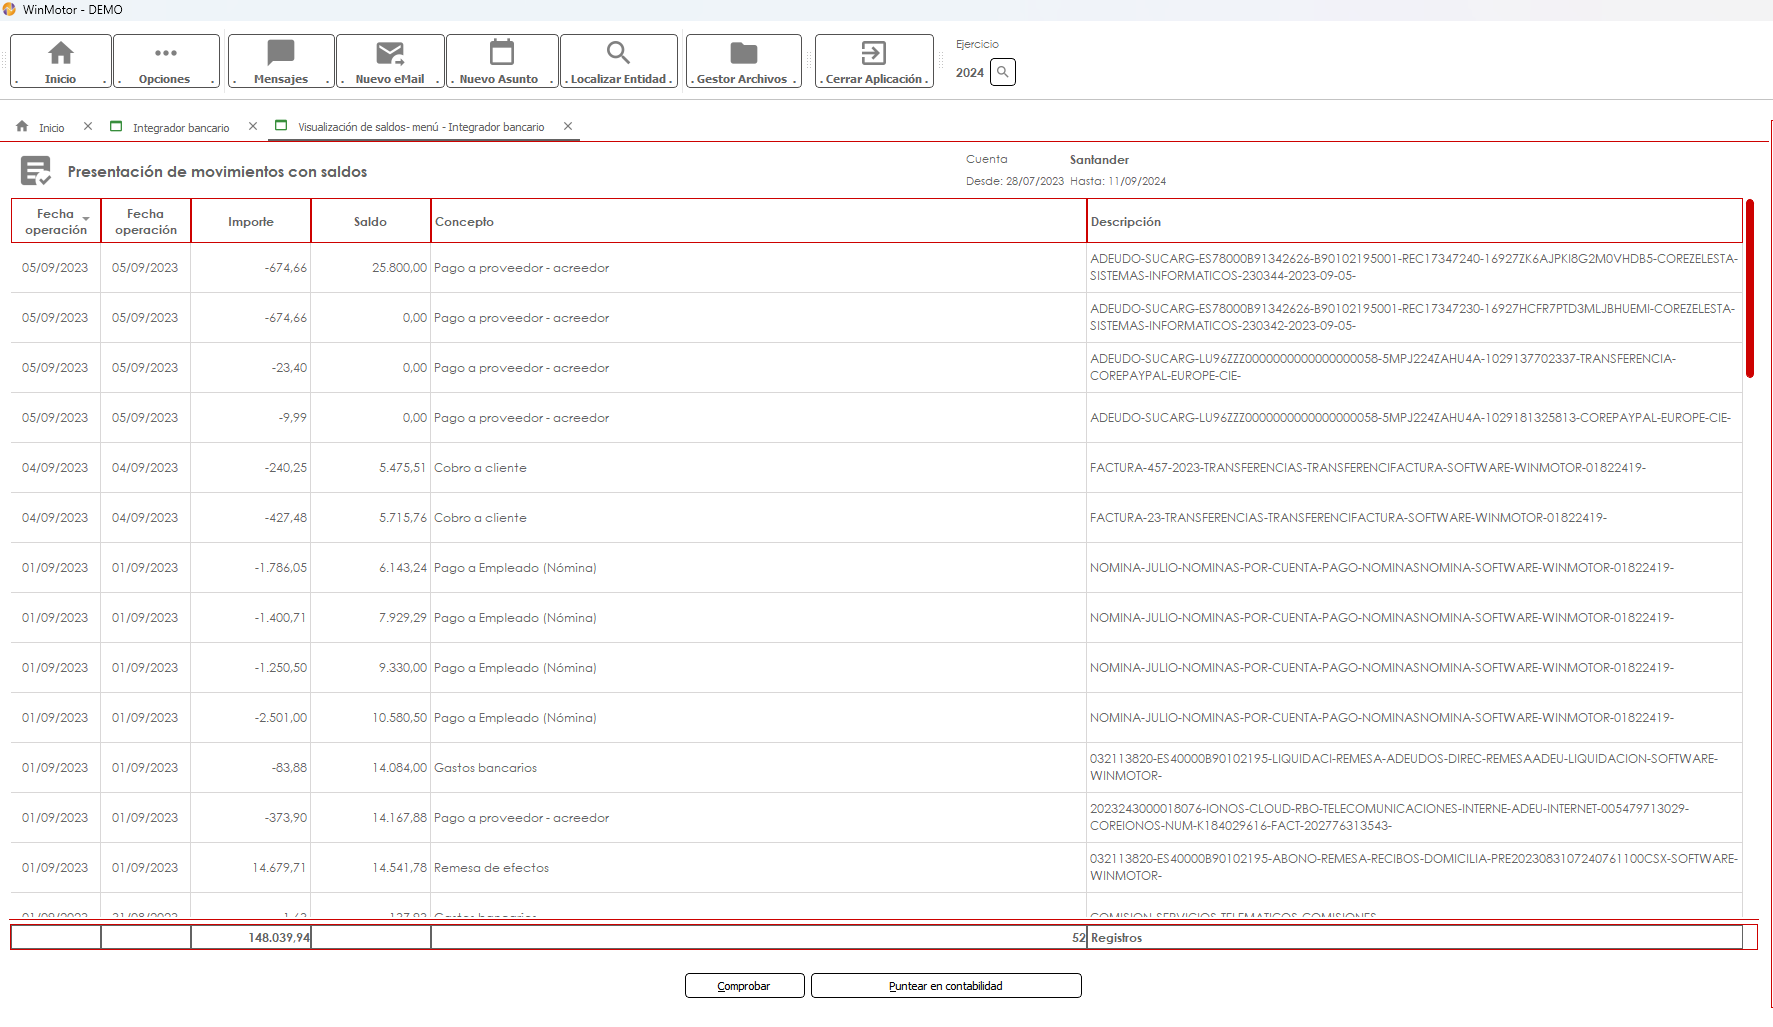 WinMotor - DEMO
. Inicio .
. Opciones .
. Mensajes .
. Nuevo eMail .
. Nuevo Asunto .
. Localizar Entidad .
. Gestor Archivos .
. Cerrar Aplicación .
Ejercicio
2024
Inicio
Integrador bancario
Visualización de saldos- menú - Integrador bancario
Presentación de movimientos con saldos
Cuenta Santander
Desde: 28/07/2023 Hasta: 11/09/2024
Fecha operación Fecha operación Importe Saldo Concepto Descripción
05/09/2023 05/09/2023 -674,66 25.800,00 Pago a proveedor - acreedor ADEUDO-SUCARG-ES78000B91342626-B90102195001-REC17347240-16927ZK6AJPKI8G2M0VHDB5-COREZELESTA-
SISTEMAS-INFORMATICOS-230344-2023-09-05-
05/09/2023 05/09/2023 -674,66 0,00 Pago a proveedor - acreedor ADEUDO-SUCARG-ES78000B91342626-B90102195001-REC17347230-16927HCFR7PTD3MLJBHUEMI-COREZELESTA-
SISTEMAS-INFORMATICOS-230342-2023-09-05-
05/09/2023 05/09/2023 -23,40 0,00 Pago a proveedor - acreedor ADEUDO-SUCARG-LU96ZZZ0000000000000000058-5MPJ224ZAHU4A-1029137702337-TRANSFERENCIA-
COREPAYPAL-EUROPE-CIE-
05/09/2023 05/09/2023 -9,99 0,00 Pago a proveedor - acreedor ADEUDO-SUCARG-LU96ZZZ0000000000000000058-5MPJ224ZAHU4A-1029181325813-COREPAYPAL-EUROPE-CIE-
04/09/2023 04/09/2023 -240,25 5.475,51 Cobro a cliente FACTURA-457-2023-TRANSFERENCIAS-TRANSFERENCIFACTURA-SOFTWARE-WINMOTOR-01822419-
04/09/2023 04/09/2023 -427,48 5.715,76 Cobro a cliente FACTURA-23-TRANSFERENCIAS-TRANSFERENCIFACTURA-SOFTWARE-WINMOTOR-01822419-
01/09/2023 01/09/2023 -1.786,05 6.143,24 Pago a Empleado (Nómina) NOMINA-JULIO-NOMINAS-POR-CUENTA-PAGO-NOMINASNOMINA-SOFTWARE-WINMOTOR-01822419-
01/09/2023 01/09/2023 -1.400,71 7.929,29 Pago a Empleado (Nómina) NOMINA-JULIO-NOMINAS-POR-CUENTA-PAGO-NOMINASNOMINA-SOFTWARE-WINMOTOR-01822419-
01/09/2023 01/09/2023 -1.250,50 9.330,00 Pago a Empleado (Nómina) NOMINA-JULIO-NOMINAS-POR-CUENTA-PAGO-NOMINASNOMINA-SOFTWARE-WINMOTOR-01822419-
01/09/2023 01/09/2023 -2.501,00 10.580,50 Pago a Empleado (Nómina) NOMINA-JULIO-NOMINAS-POR-CUENTA-PAGO-NOMINASNOMINA-SOFTWARE-WINMOTOR-01822419-
01/09/2023 01/09/2023 -83,88 14.084,00 Gastos bancarios 032113820-ES40000B90102195-LIQUIDACI-REMESA-ADEUDOS-DIREC-REMESAADEU-LIQUIDACION-SOFTWARE-
WINMOTOR-
01/09/2023 01/09/2023 -373,90 14.167,88 Pago a proveedor - acreedor 2023243000018076-IONOS-CLOUD-RBO-TELECOMUNICACIONES-INTERNE-ADEU-INTERNET-005479713029-
COREIONOS-NUM-K184029616-FACT-202776313543-
01/09/2023 01/09/2023 14.679,71 14.541,78 Remesa de efectos 032113820-ES40000B90102195-ABONO-REMESA-RECIBOS-DOMICILIA-PRE2023083107240761100CSX-SOFTWARE-
WINMOTOR-
01/09/2023 31/08/2023 Gastos bancarios COMISION-SERVICIOS-TELEMATICOS-COMISIONES
148.039,94 52 Registros
Comprobar
Puntear en contabilidad